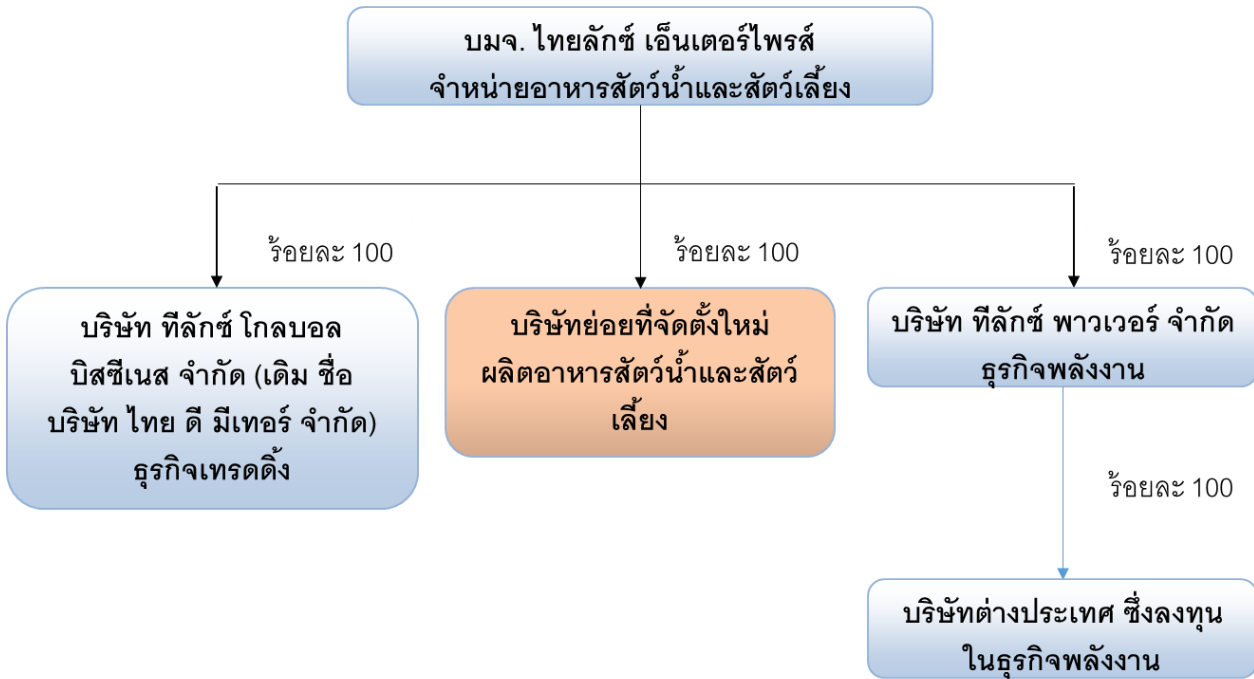 บมจ. ไทยลักซ์ เอ็นเตอร์ไพรส์
จำหน่ายอาหารสัตว์น้ำและสัตว์เลี้ยง
ร้อยละ 100
ร้อยละ 100
ร้อยละ 100
บริษัท ทีลักซ์ โกลบอล
บิสซีเนส จำกัด (เดิม ชื่อ
บริษัท ไทย ดี มีเทอร์ จำกัด)
ธุรกิจเทรดดิ้ง
บริษัทย่อยที่จัดตั้งใหม่
ผลิตอาหารสัตว์น้ำและสัตว์
เลี้ยง
บริษัท ทีลักซ์ พาวเวอร์ จำกัด
ธุรกิจพลังงาน
ร้อยละ 100
บริษัทต่างประเทศ ซึ่งลงทุน
ในธุรกิจพลังงาน